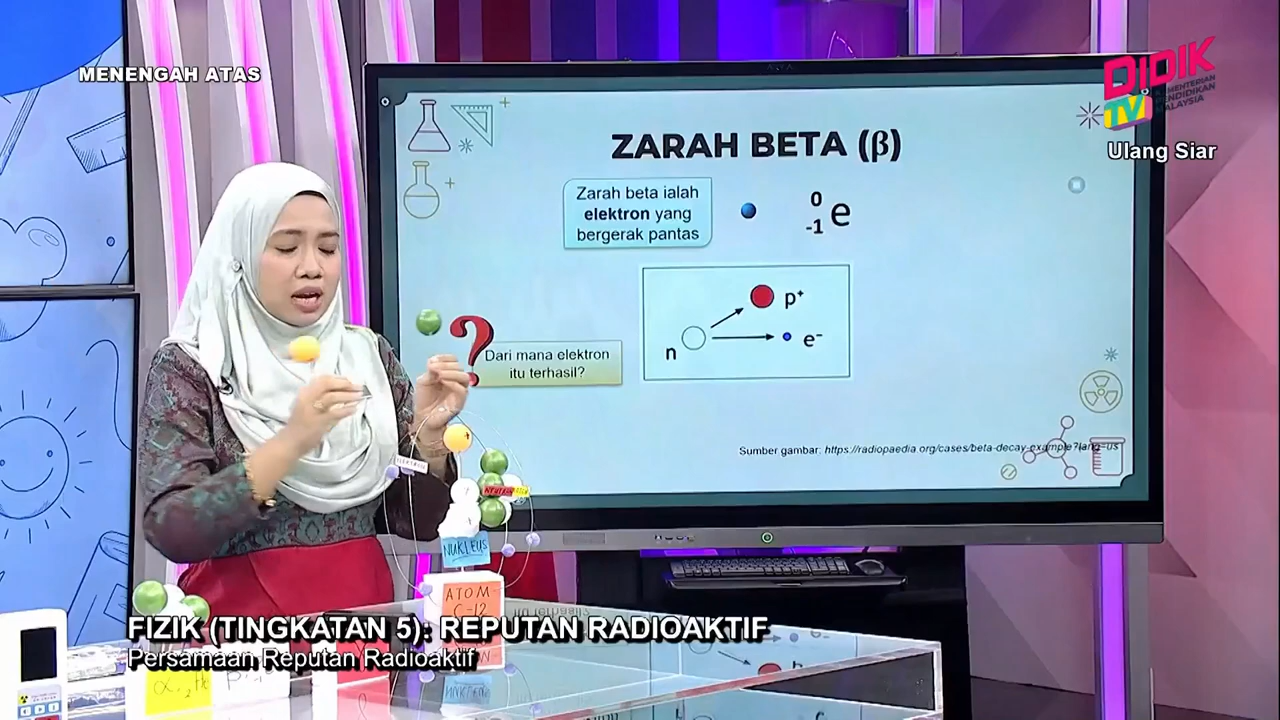 MENENGAH ATAS
DIDIK
TV
KEMENTERIAN
PENDIDIKAN
MALAYSIA
Ulang Siar
ZARAH BETA (β)
Zarah beta ialah
elektron yang
bergerak pantas
0
-1 e
p⁺
n
e⁻
Dari mana elektron
itu terhasil?
Sumber gambar: https://radiopaedia org/cases/beta-decay-example?lang=us
ELEKTRON
NEUTRON
NUKLEUS
ATOM
C-12
FIZIK (TINGKATAN 5): REPUTAN RADIOAKTIF
Persamaan Reputan Radioaktif